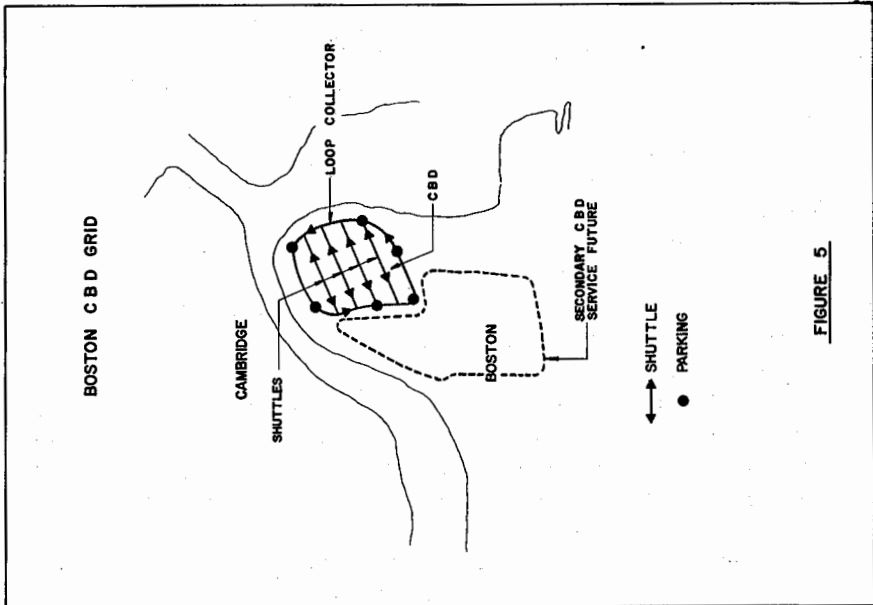 BOSTON CBD GRID
CAMBRIDGE
SHUTTLES
LOOP COLLECTOR
CBD
BOSTON
SECONDARY CBD
SERVICE FUTURE
SHUTTLE
PARKING
FIGURE 5